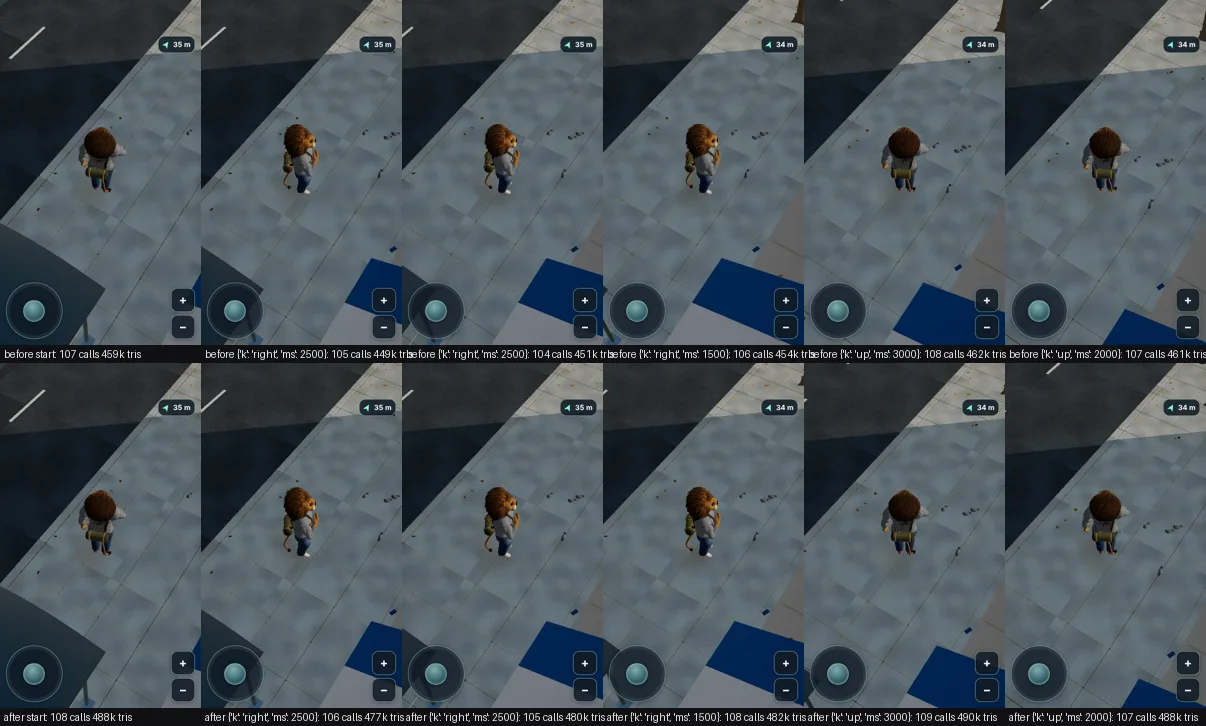 35 m
35 m
35 m
34 m
34 m
34 m
+
+
+
+
+
+
−
−
−
−
−
−
before start: 107 calls 459k tris
before {'k': 'right', 'ms': 2500}: 105 calls 449k tris
before {'k': 'right', 'ms': 2500}: 104 calls 451k tris
before {'k': 'right', 'ms': 1500}: 106 calls 454k tris
before {'k': 'up', 'ms': 3000}: 108 calls 462k tris
before {'k': 'up', 'ms': 2000}: 107 calls 461k tris
35 m
35 m
35 m
34 m
34 m
34 m
+
+
+
+
+
+
−
−
−
−
−
−
after start: 108 calls 488k tris
after {'k': 'right', 'ms': 2500}: 106 calls 477k tris
after {'k': 'right', 'ms': 2500}: 105 calls 480k tris
after {'k': 'right', 'ms': 1500}: 108 calls 482k tris
after {'k': 'up', 'ms': 3000}: 109 calls 490k tris
after {'k': 'up', 'ms': 2000}: 107 calls 488k tris